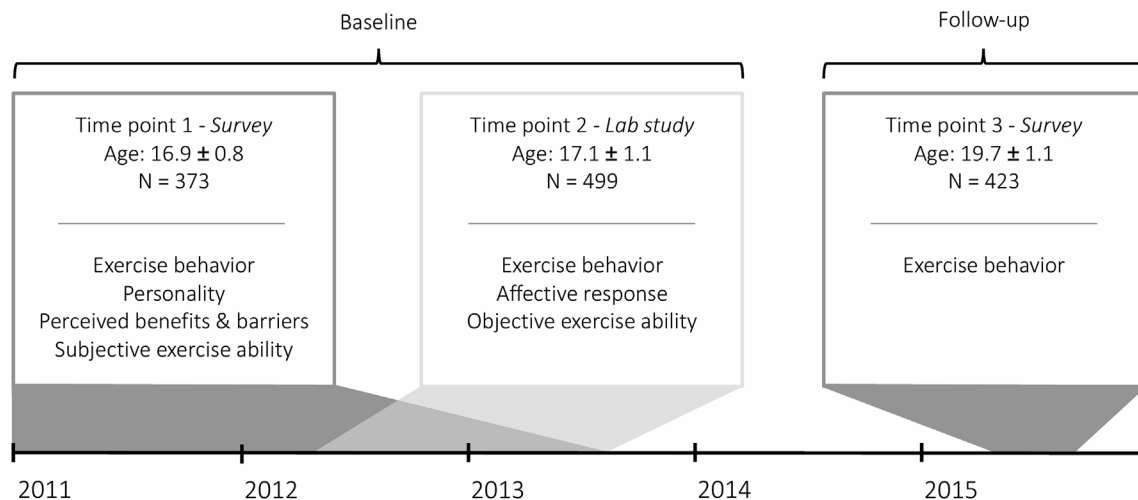 Baseline
Follow-up
Time point 1 - Survey
Age: 16.9 ± 0.8
N = 373
Exercise behavior
Personality
Perceived benefits & barriers
Subjective exercise ability
Time point 2 - Lab study
Age: 17.1 ± 1.1
N = 499
Exercise behavior
Affective response
Objective exercise ability
Time point 3 - Survey
Age: 19.7 ± 1.1
N = 423
Exercise behavior
2011
2012
2013
2014
2015